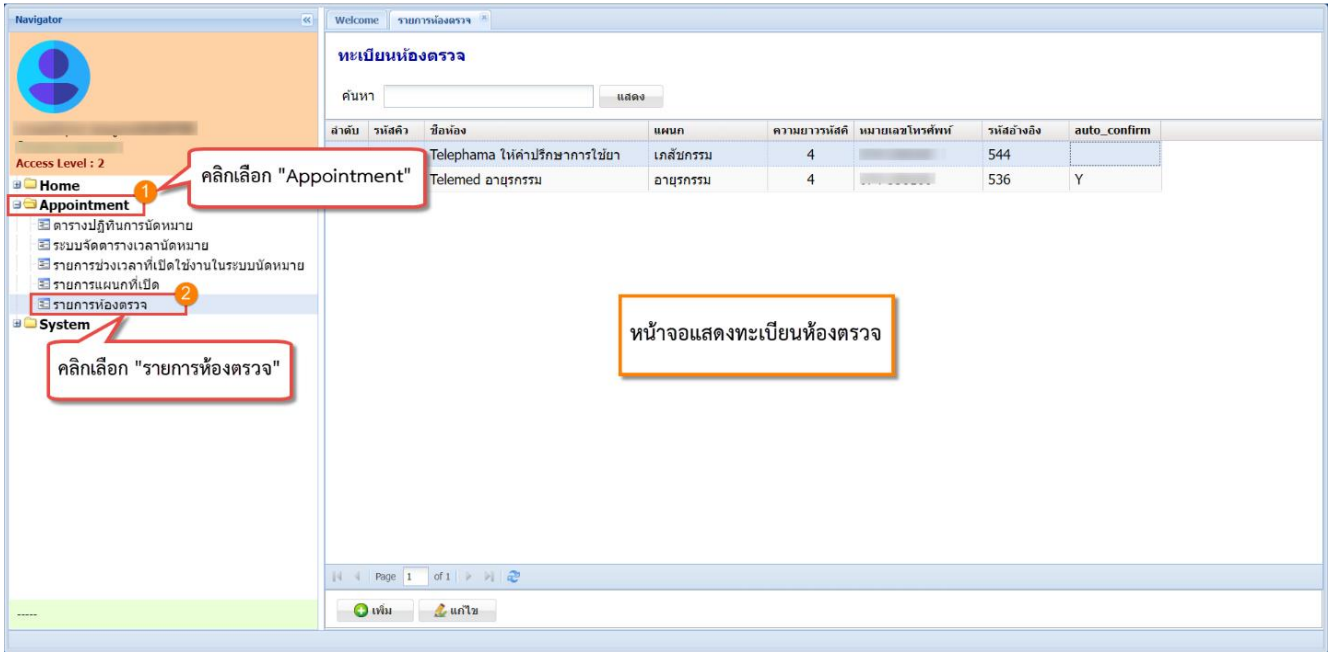 Navigator
Welcome
รายการห้องตรวจ
ทะเบียนห้องตรวจ
ค้นหา
แสดง
ลำดับ รหัสคิว ชื่อห้อง แผนก ความยาวรหัสคิ หมายเลขโทรศัพท์ รหัสอ้างอิง auto_confirm
Telephama ให้คำปรึกษาการใช้ยา เภสัชกรรม 4 544
Telemed อายุรกรรม อายุรกรรม 4 536 Y
Access Level : 2
คลิกเลือก "Appointment"
Home
1
Appointment
ตารางปฏิทินการนัดหมาย
ระบบจัดตารางเวลานัดหมาย
รายการช่วงเวลาที่เปิดใช้งานในระบบนัดหมาย
รายการแผนกที่เปิด
2
รายการห้องตรวจ
System
คลิกเลือก "รายการห้องตรวจ"
หน้าจอแสดงทะเบียนห้องตรวจ
Page 1 of 1
เพิ่ม แก้ไข
-----